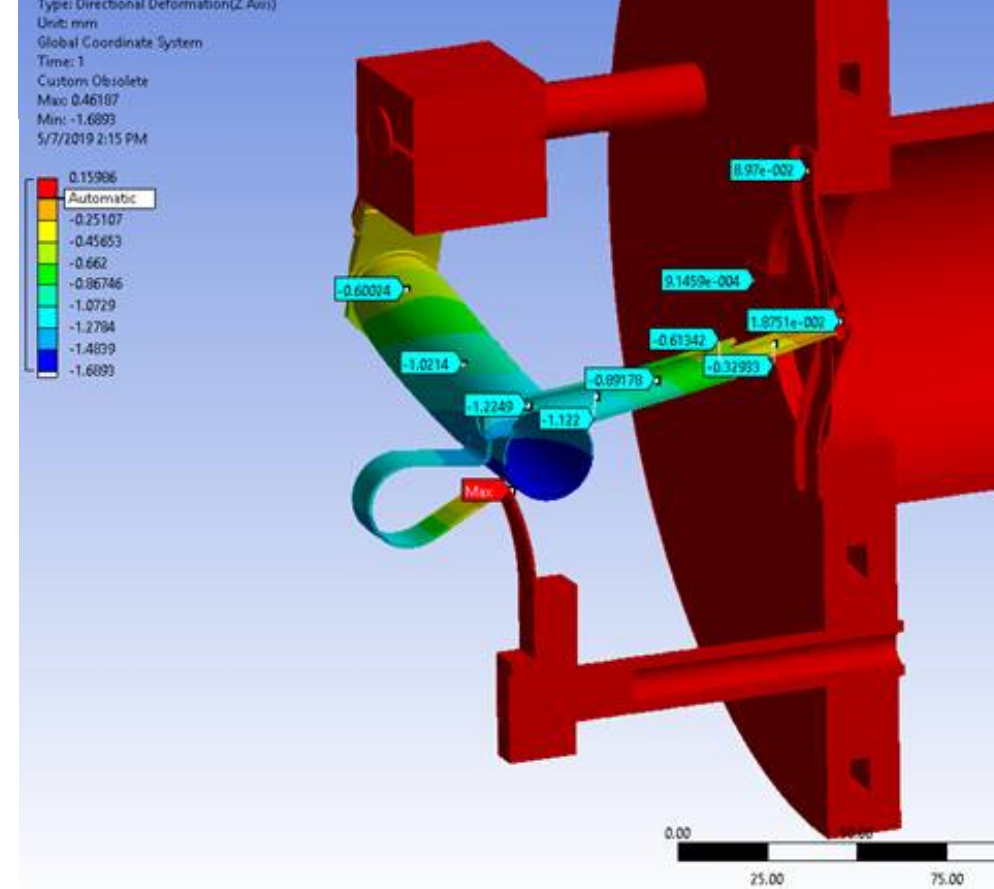 Type: Directional Deformation(Z Axis)
Unit: mm
Global Coordinate System
Time: 1
Custom Obsolete
Max: 0.46187
Min: -1.6893
5/7/2019 2:15 PM
0.15986
Automatic
-0.25107
-0.45653
-0.662
-0.86746
-1.0729
-1.2784
-1.4839
-1.6893
8.97e-002
9.1459e-004
-0.60024
1.8751e-002
-0.61342
-1.0214
-0.32933
-0.89178
-1.2249
-1.122
Max
0.00
50.00
25.00
75.00